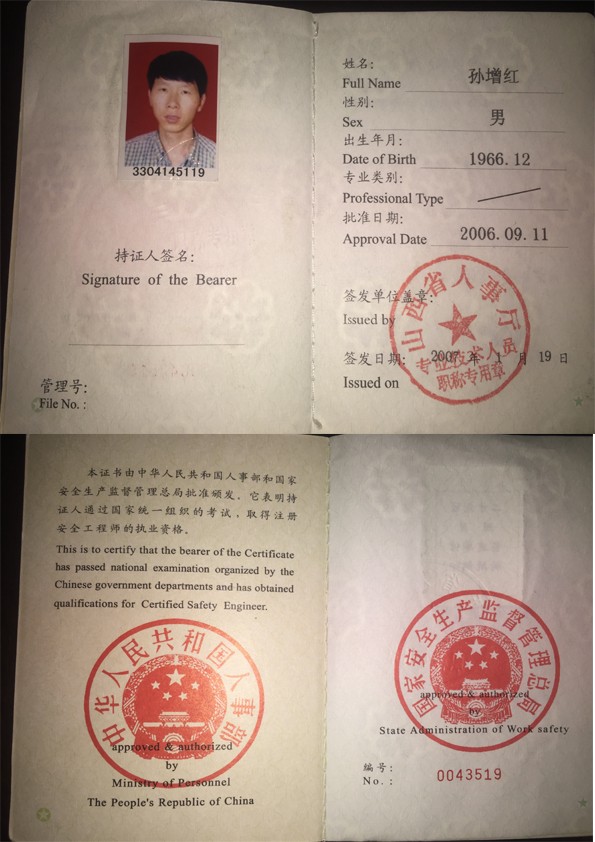 3304145119
持证人签名:
Signature of the Bearer
管理号:
File No. :
姓名: 孙增红
Full Name
性别: 男
Sex
出生年月:
Date of Birth 1966.12
专业类别:
Professional Type
批准日期:
Approval Date 2006.09.11
签发单位盖章:
Issued by
山西省人事厅
专业技术人员
职称专用章
签发日期: 2007 年 1 月 19 日
Issued on
本证书由中华人民共和国人事部和国家
安全生产监督管理总局批准颁发。它表明持
证人通过国家统一组织的考试,取得注册
安全工程师的执业资格。
This is to certify that the bearer of the Certificate
has passed national examination organized by the
Chinese government departments and has obtained
qualifications for Certified Safety Engineer.
中华人民共和国人事部
approved & authorized
by
Ministry of Personnel
The People's Republic of China
国家安全生产监督管理总局
approved & authorized
by
State Administration of Work safety
编号:
No. : 0043519